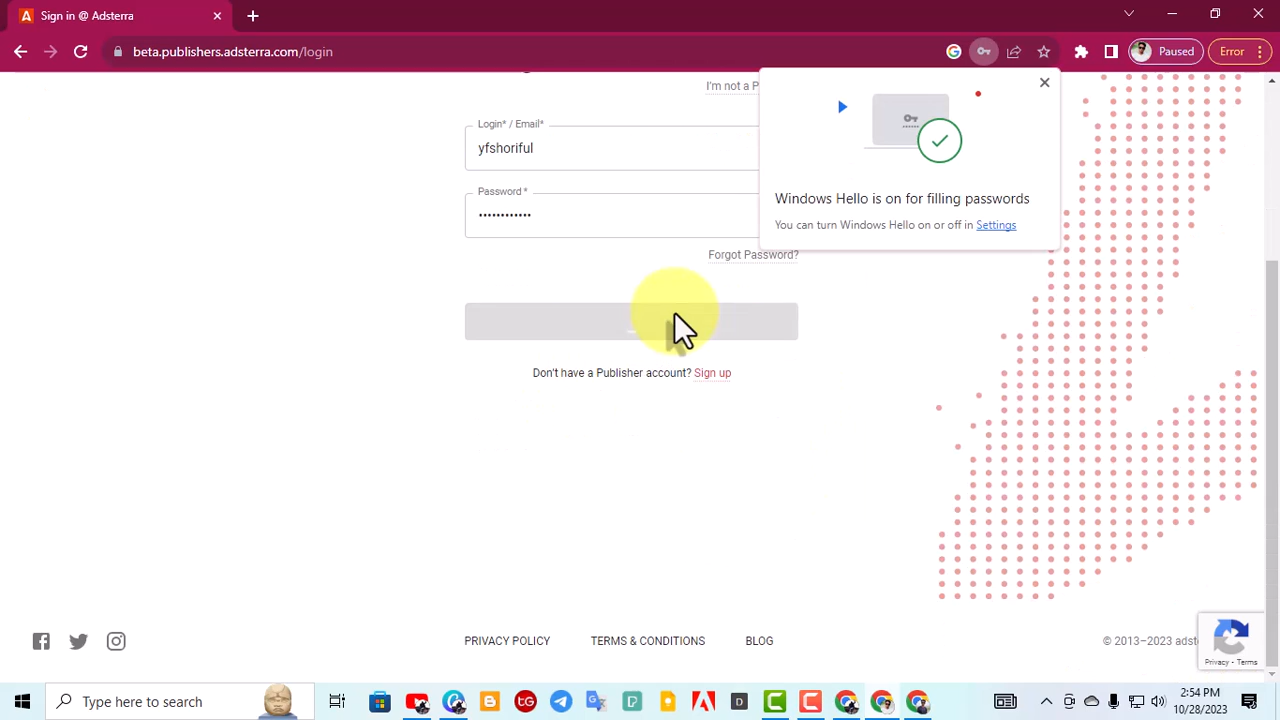 Sign in @ Adsterra
beta.publishers.adsterra.com/login
Paused
Error
I'm not a P
Login* / Email*
yfshoriful
Password *
••••••••••••
Windows Hello is on for filling passwords
You can turn Windows Hello on or off in Settings
Forgot Password?
Don't have a Publisher account? Sign up
PRIVACY POLICY
TERMS & CONDITIONS
BLOG
© 2013–2023 adste
Privacy - Terms
Type here to search
2:54 PM
10/28/2023